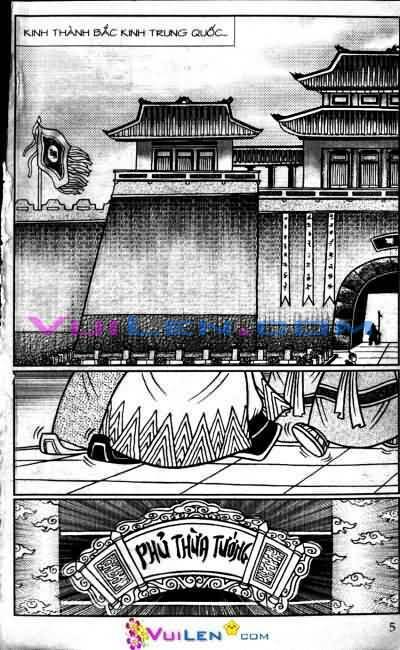 KINH THÀNH BẮC KINH TRUNG QUỐC...
VUILEN.COM
PHỦ THỪA TƯỚNG
5
VUILEN.COM